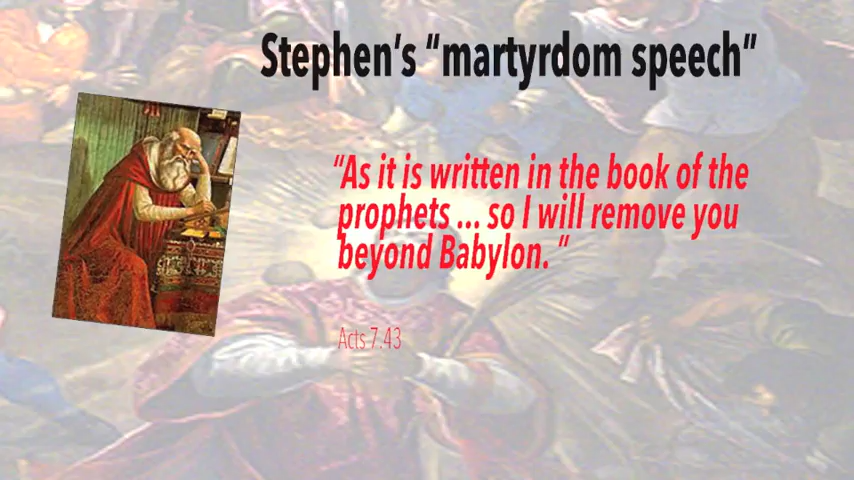 Stephen’s “martyrdom speech”
“As it is written in the book of the
prophets ... so I will remove you
beyond Babylon. “
Acts 7.43